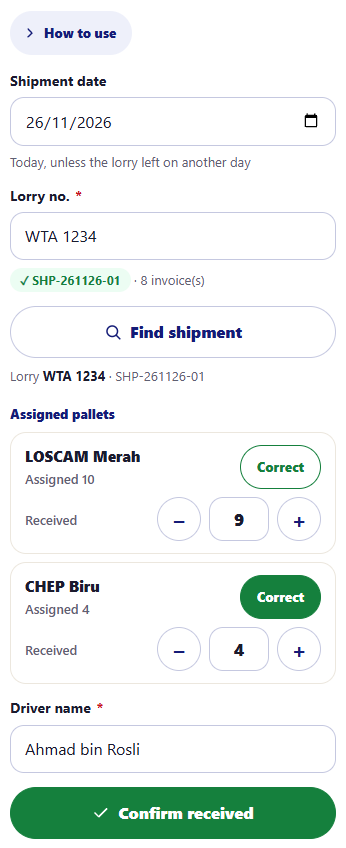 How to use
Shipment date
26/11/2026
Today, unless the lorry left on another day
Lorry no. *
WTA 1234
✓ SHP-261126-01 · 8 invoice(s)
Find shipment
Lorry WTA 1234 · SHP-261126-01
Assigned pallets
LOSCAM Merah
Assigned 10
Correct
Received − 9 +
CHEP Biru
Assigned 4
Correct
Received − 4 +
Driver name *
Ahmad bin Rosli
✓ Confirm received